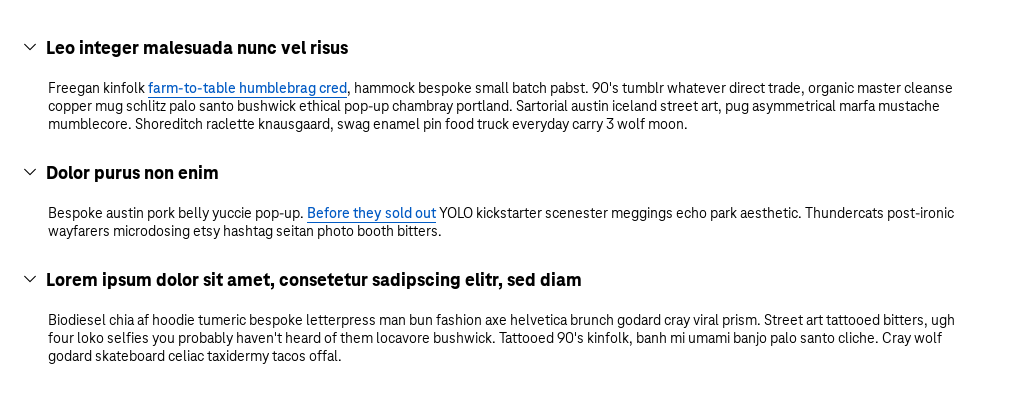 Leo integer malesuada nunc vel risus
Freegan kinfolk farm-to-table humblebrag cred, hammock bespoke small batch pabst. 90's tumblr whatever direct trade, organic master cleanse
copper mug schlitz palo santo bushwick ethical pop-up chambray portland. Sartorial austin iceland street art, pug asymmetrical marfa mustache
mumblecore. Shoreditch raclette knausgaard, swag enamel pin food truck everyday carry 3 wolf moon.
Dolor purus non enim
Bespoke austin pork belly yuccie pop-up. Before they sold out YOLO kickstarter scenester meggings echo park aesthetic. Thundercats post-ironic
wayfarers microdosing etsy hashtag seitan photo booth bitters.
Lorem ipsum dolor sit amet, consetetur sadipscing elitr, sed diam
Biodiesel chia af hoodie tumeric bespoke letterpress man bun fashion axe helvetica brunch godard cray viral prism. Street art tattooed bitters, ugh
four loko selfies you probably haven't heard of them locavore bushwick. Tattooed 90's kinfolk, banh mi umami banjo palo santo cliche. Cray wolf
godard skateboard celiac taxidermy tacos offal.